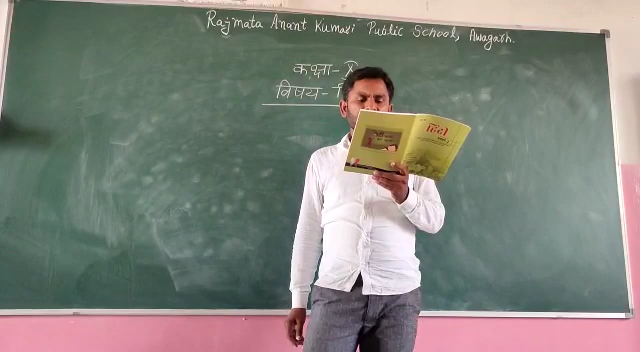 Rajmata Anant Kumari Public School, Awagarh.
कक्षा- X
विषय-
हिंदी